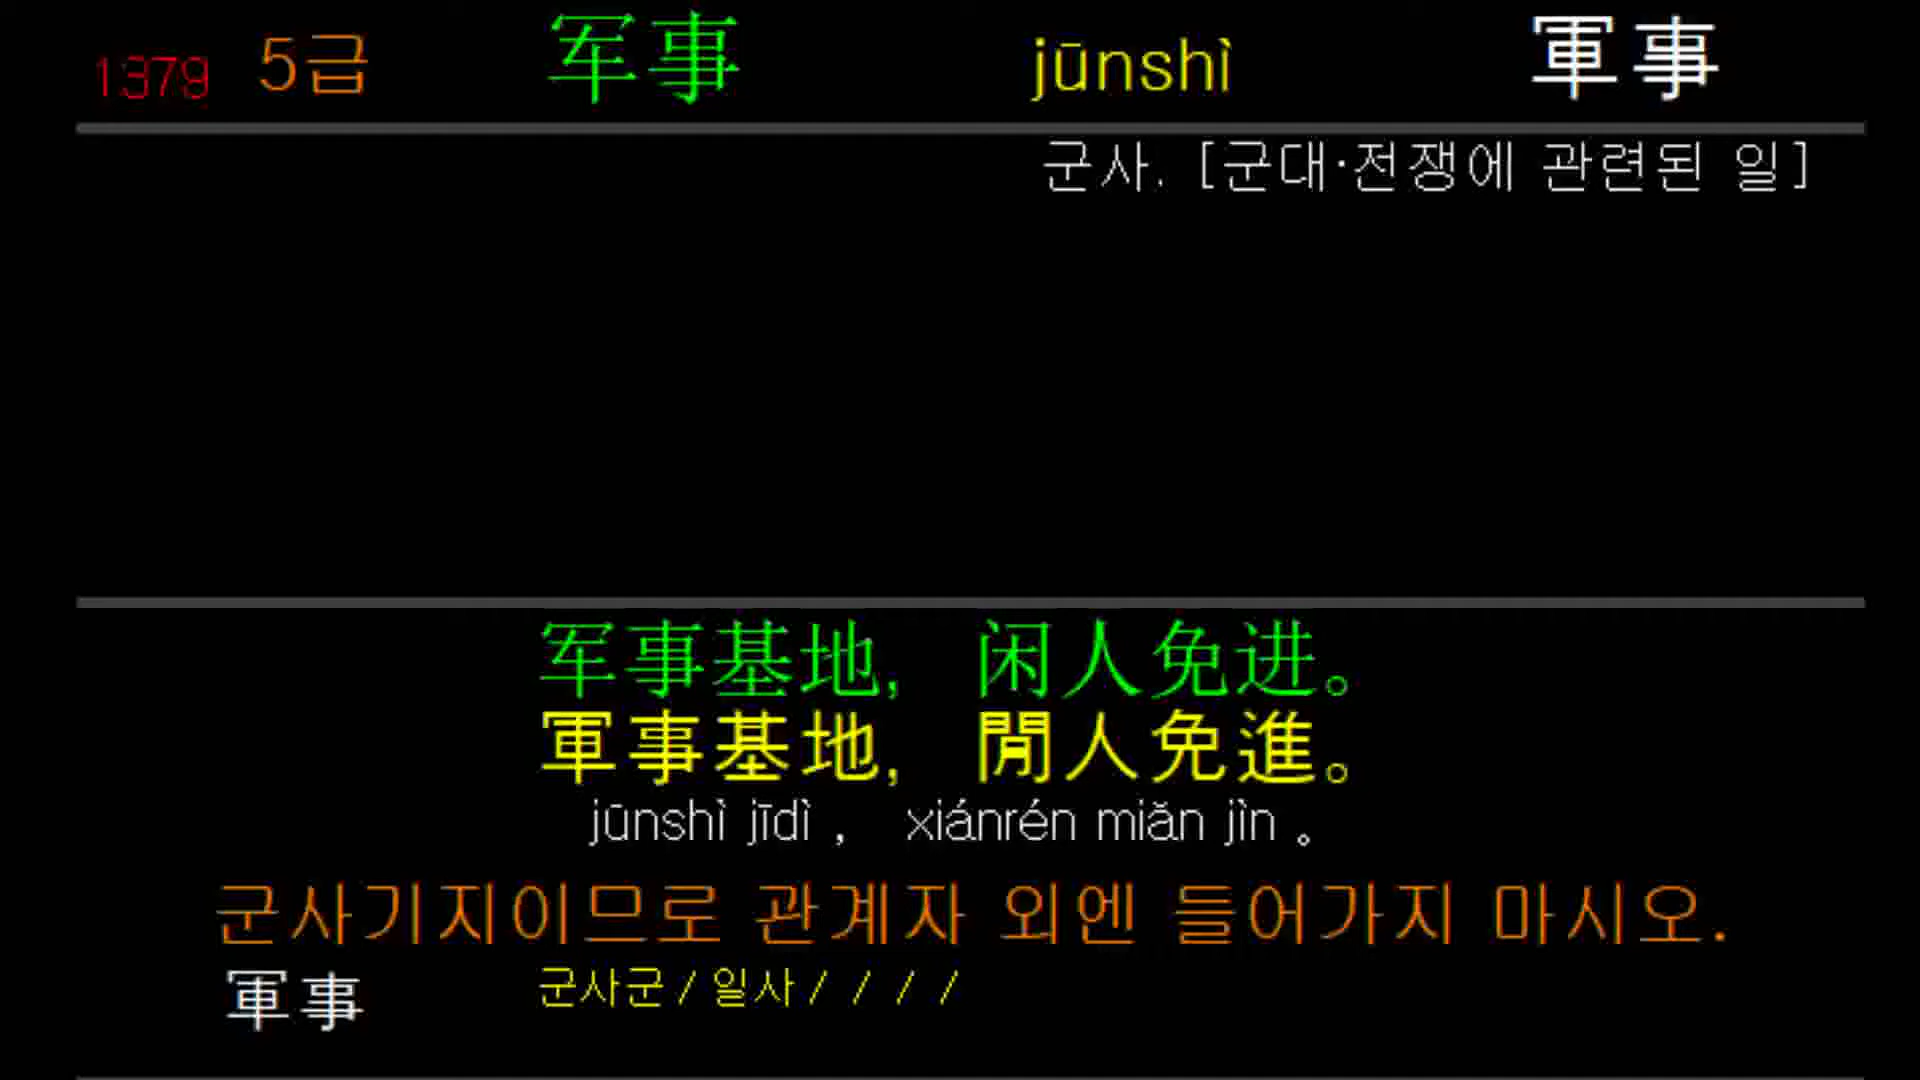 1379 5급 军事 jūnshì 軍事
군사. [군대·전쟁에 관련된 일]
军事基地, 闲人免进。
軍事基地, 閒人免進。
jūnshì jīdì , xiánrén miǎn jìn 。
군사기지이므로 관계자 외엔 들어가지 마시오.
軍事 군사군 / 일사 / / / /